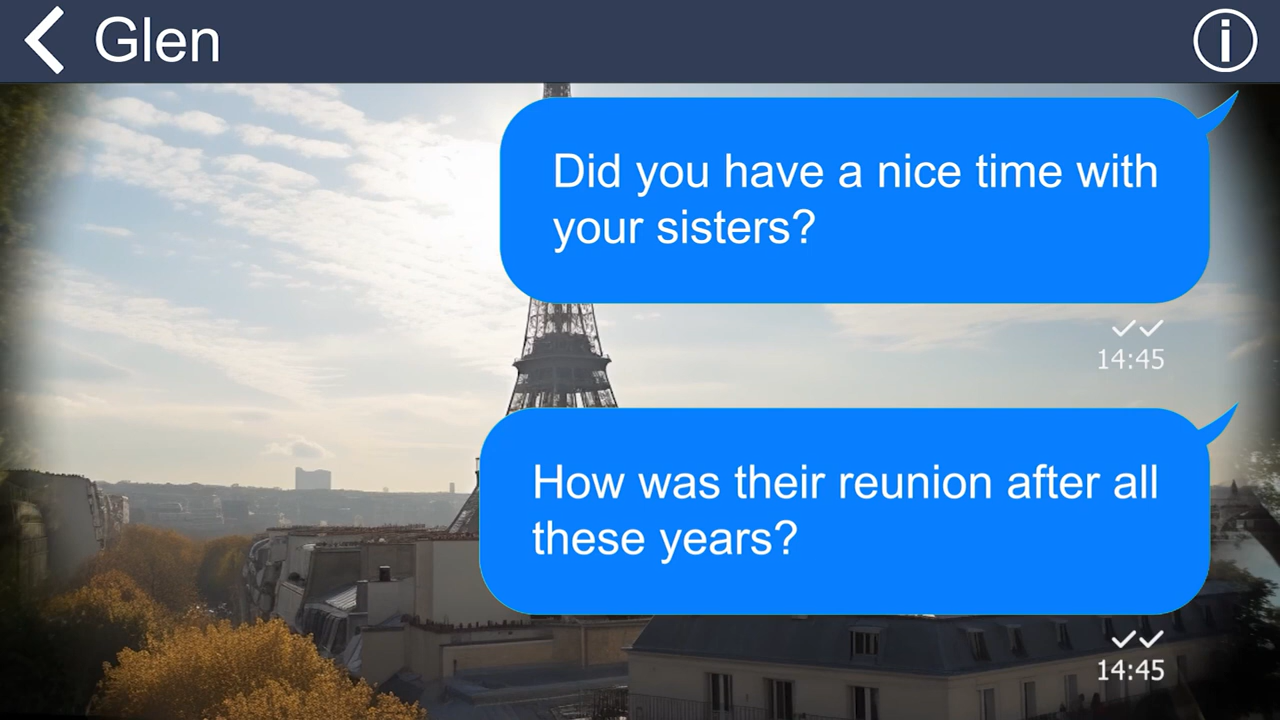 Glen
Did you have a nice time with
your sisters?
14:45
How was their reunion after all
these years?
14:45